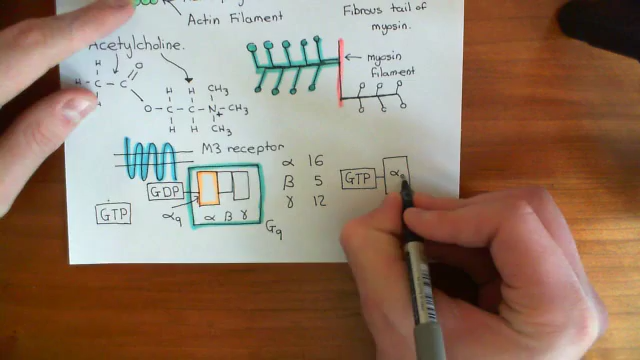 Actin Filament
Fibrous tail of
myosin.
Acetylcholine.
myosin
filament
H H O CH3
H C C O C C N CH3
+
H H H CH3
M3 receptor
GDP
GTP
αq
α β γ
Gq
α 16
β 5
γ 12
GTP
α